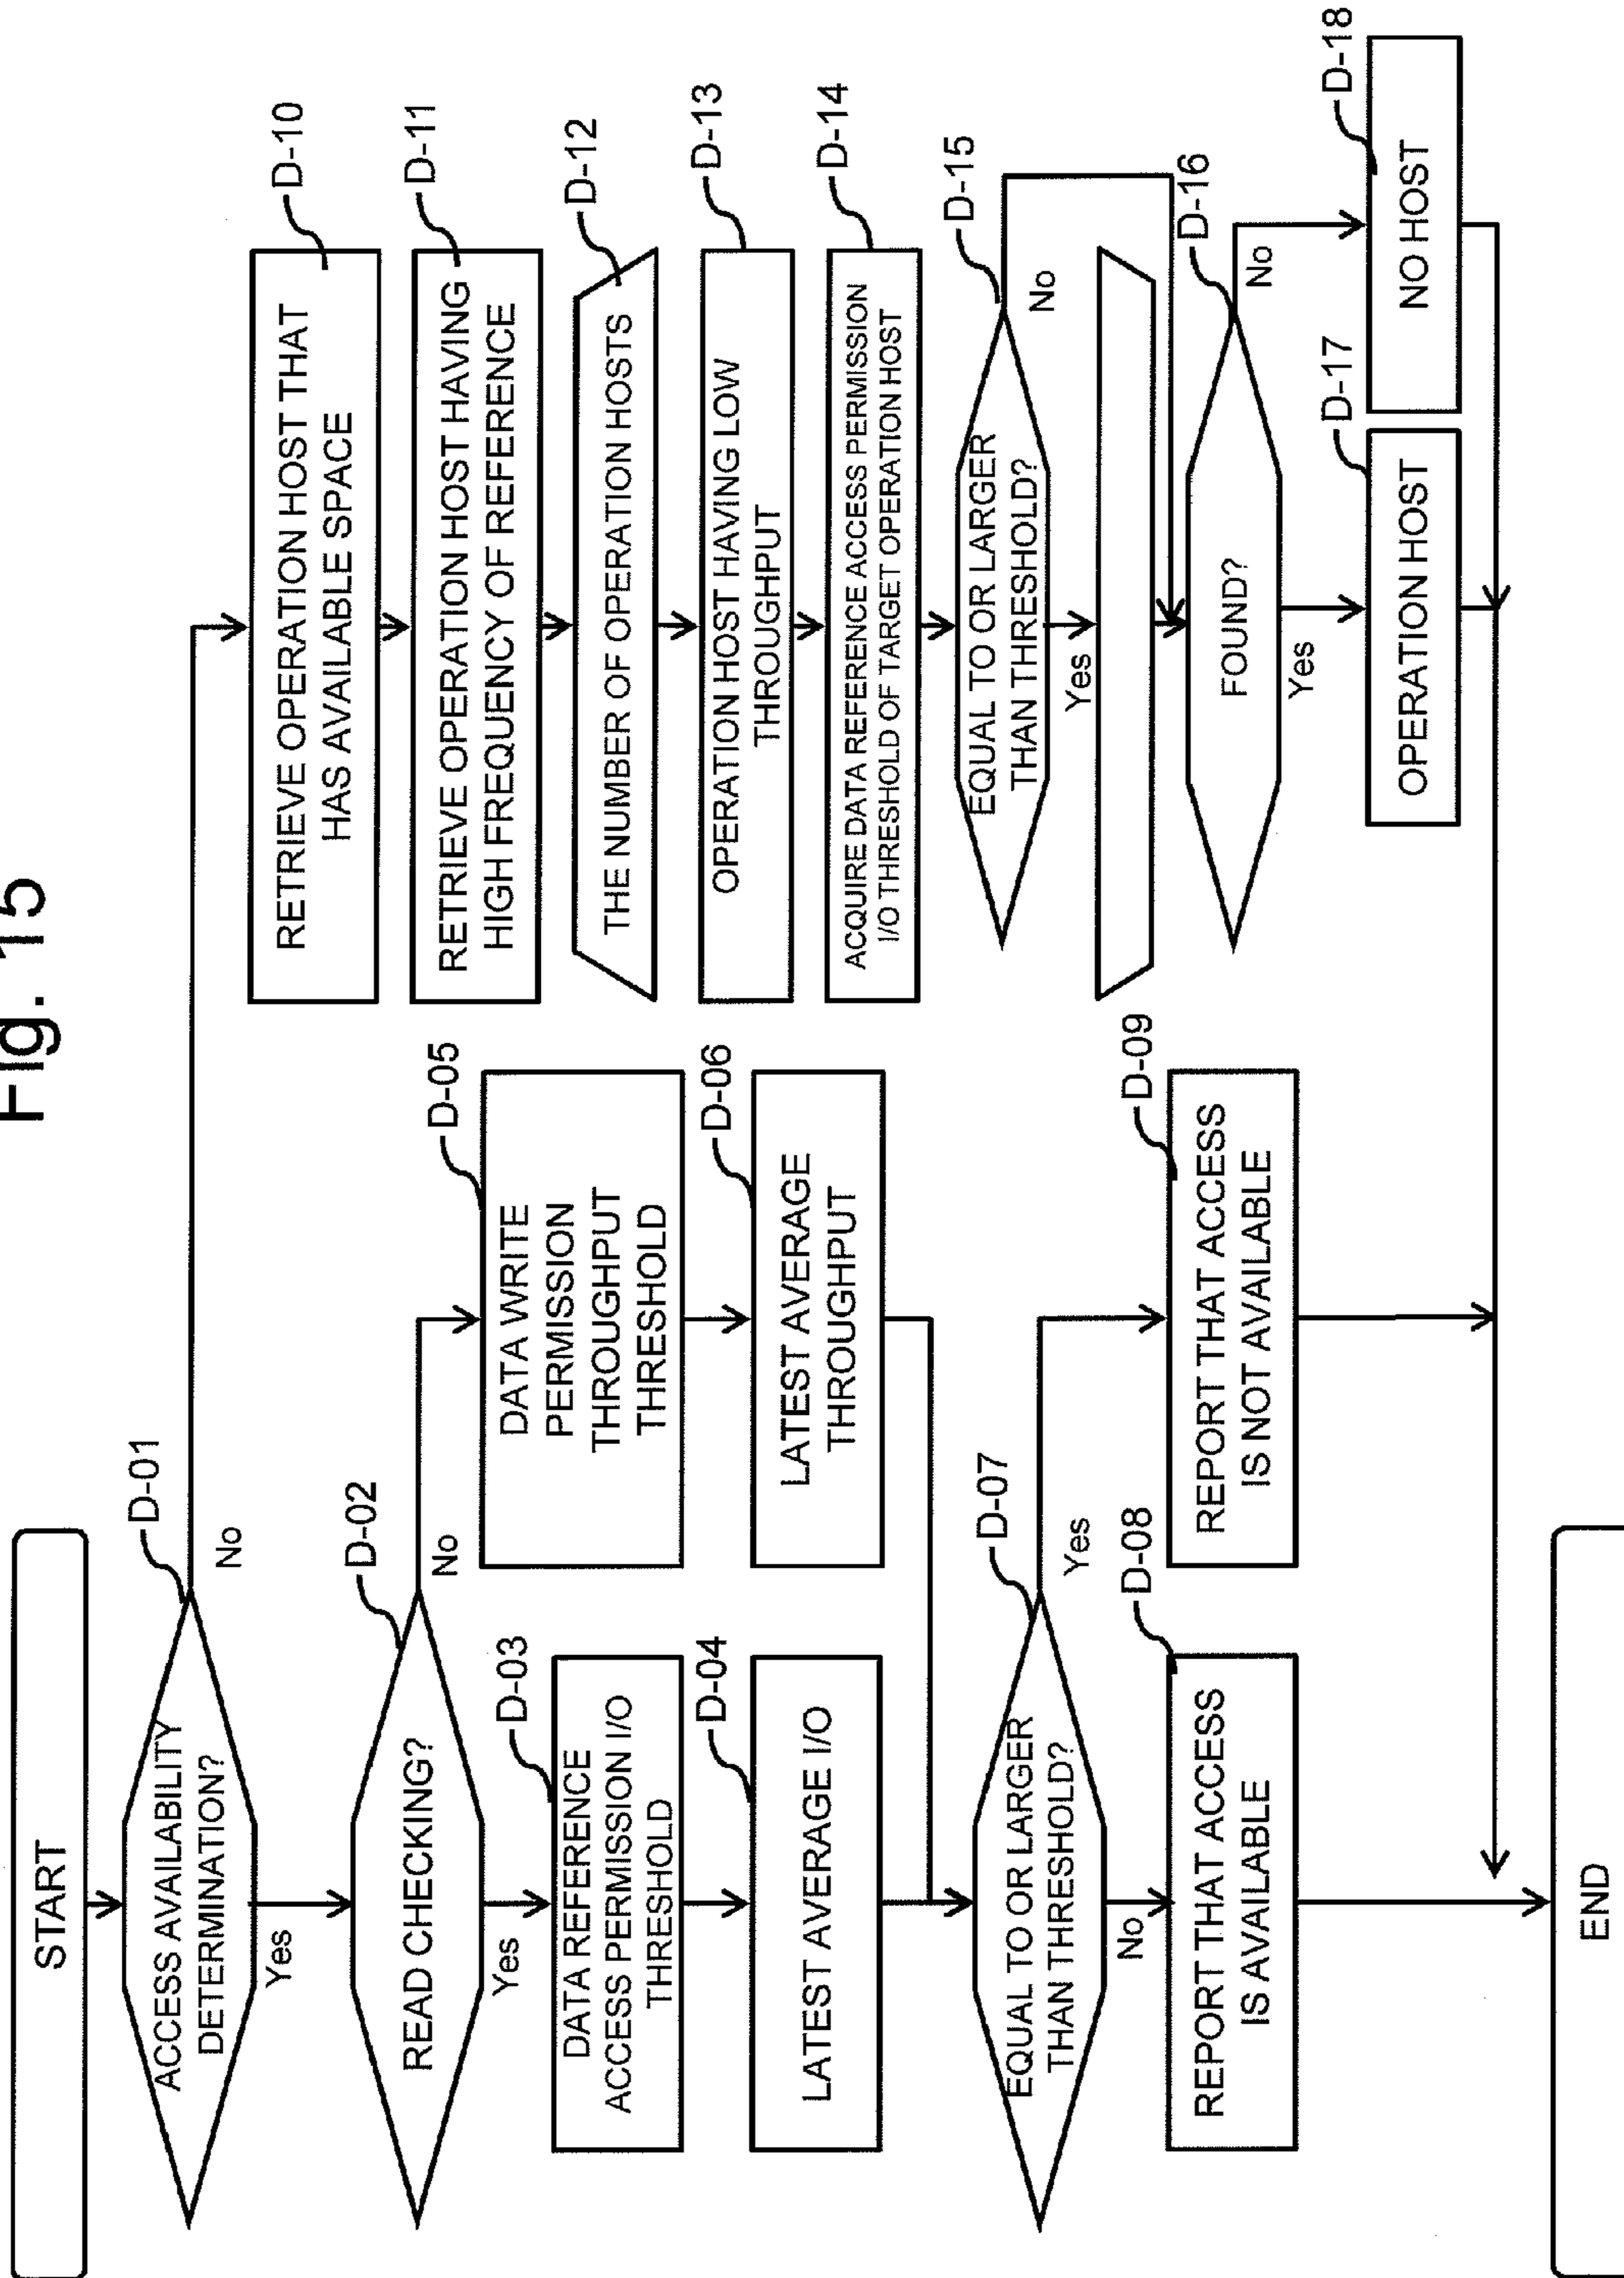 Fig. 15
START
D-01
ACCESS AVAILABILITY
DETERMINATION?
No
Yes
D-02
READ CHECKING?
No
Yes
D-03
DATA REFERENCE
ACCESS PERMISSION I/O
THRESHOLD
D-04
LATEST AVERAGE I/O
D-05
DATA WRITE
PERMISSION
THROUGHPUT
THRESHOLD
D-06
LATEST AVERAGE
THROUGHPUT
D-07
EQUAL TO OR LARGER
THAN THRESHOLD?
Yes
No
D-08
REPORT THAT ACCESS
IS AVAILABLE
D-09
REPORT THAT ACCESS
IS NOT AVAILABLE
D-10
RETRIEVE OPERATION HOST THAT
HAS AVAILABLE SPACE
D-11
RETRIEVE OPERATION HOST HAVING
HIGH FREQUENCY OF REFERENCE
D-12
THE NUMBER OF OPERATION HOSTS
D-13
OPERATION HOST HAVING LOW
THROUGHPUT
D-14
ACQUIRE DATA REFERENCE ACCESS PERMISSION
I/O THRESHOLD OF TARGET OPERATION HOST
D-15
EQUAL TO OR LARGER
THAN THRESHOLD?
No
Yes
D-16
FOUND?
No
Yes
D-17
OPERATION HOST
D-18
NO HOST
END